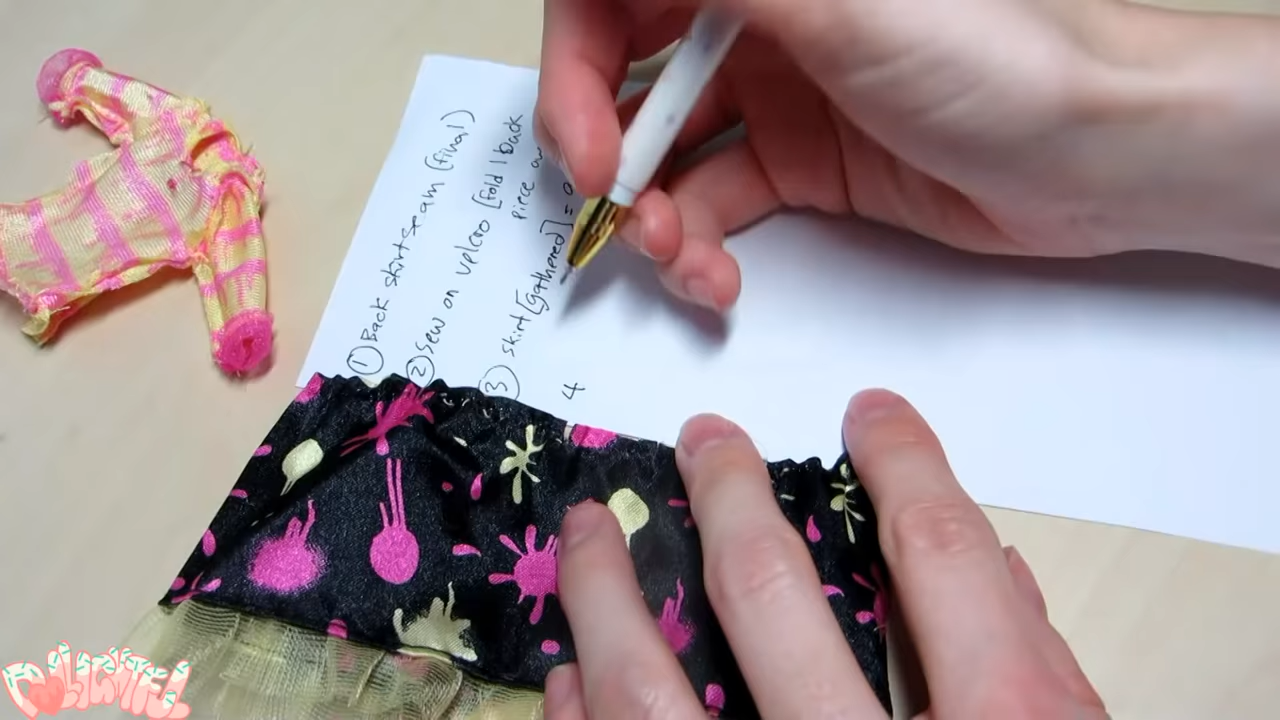 ① Back skirt seam (final)
② Sew on velcro [fold 1 back
piece
③ skirt [gathered] =
4